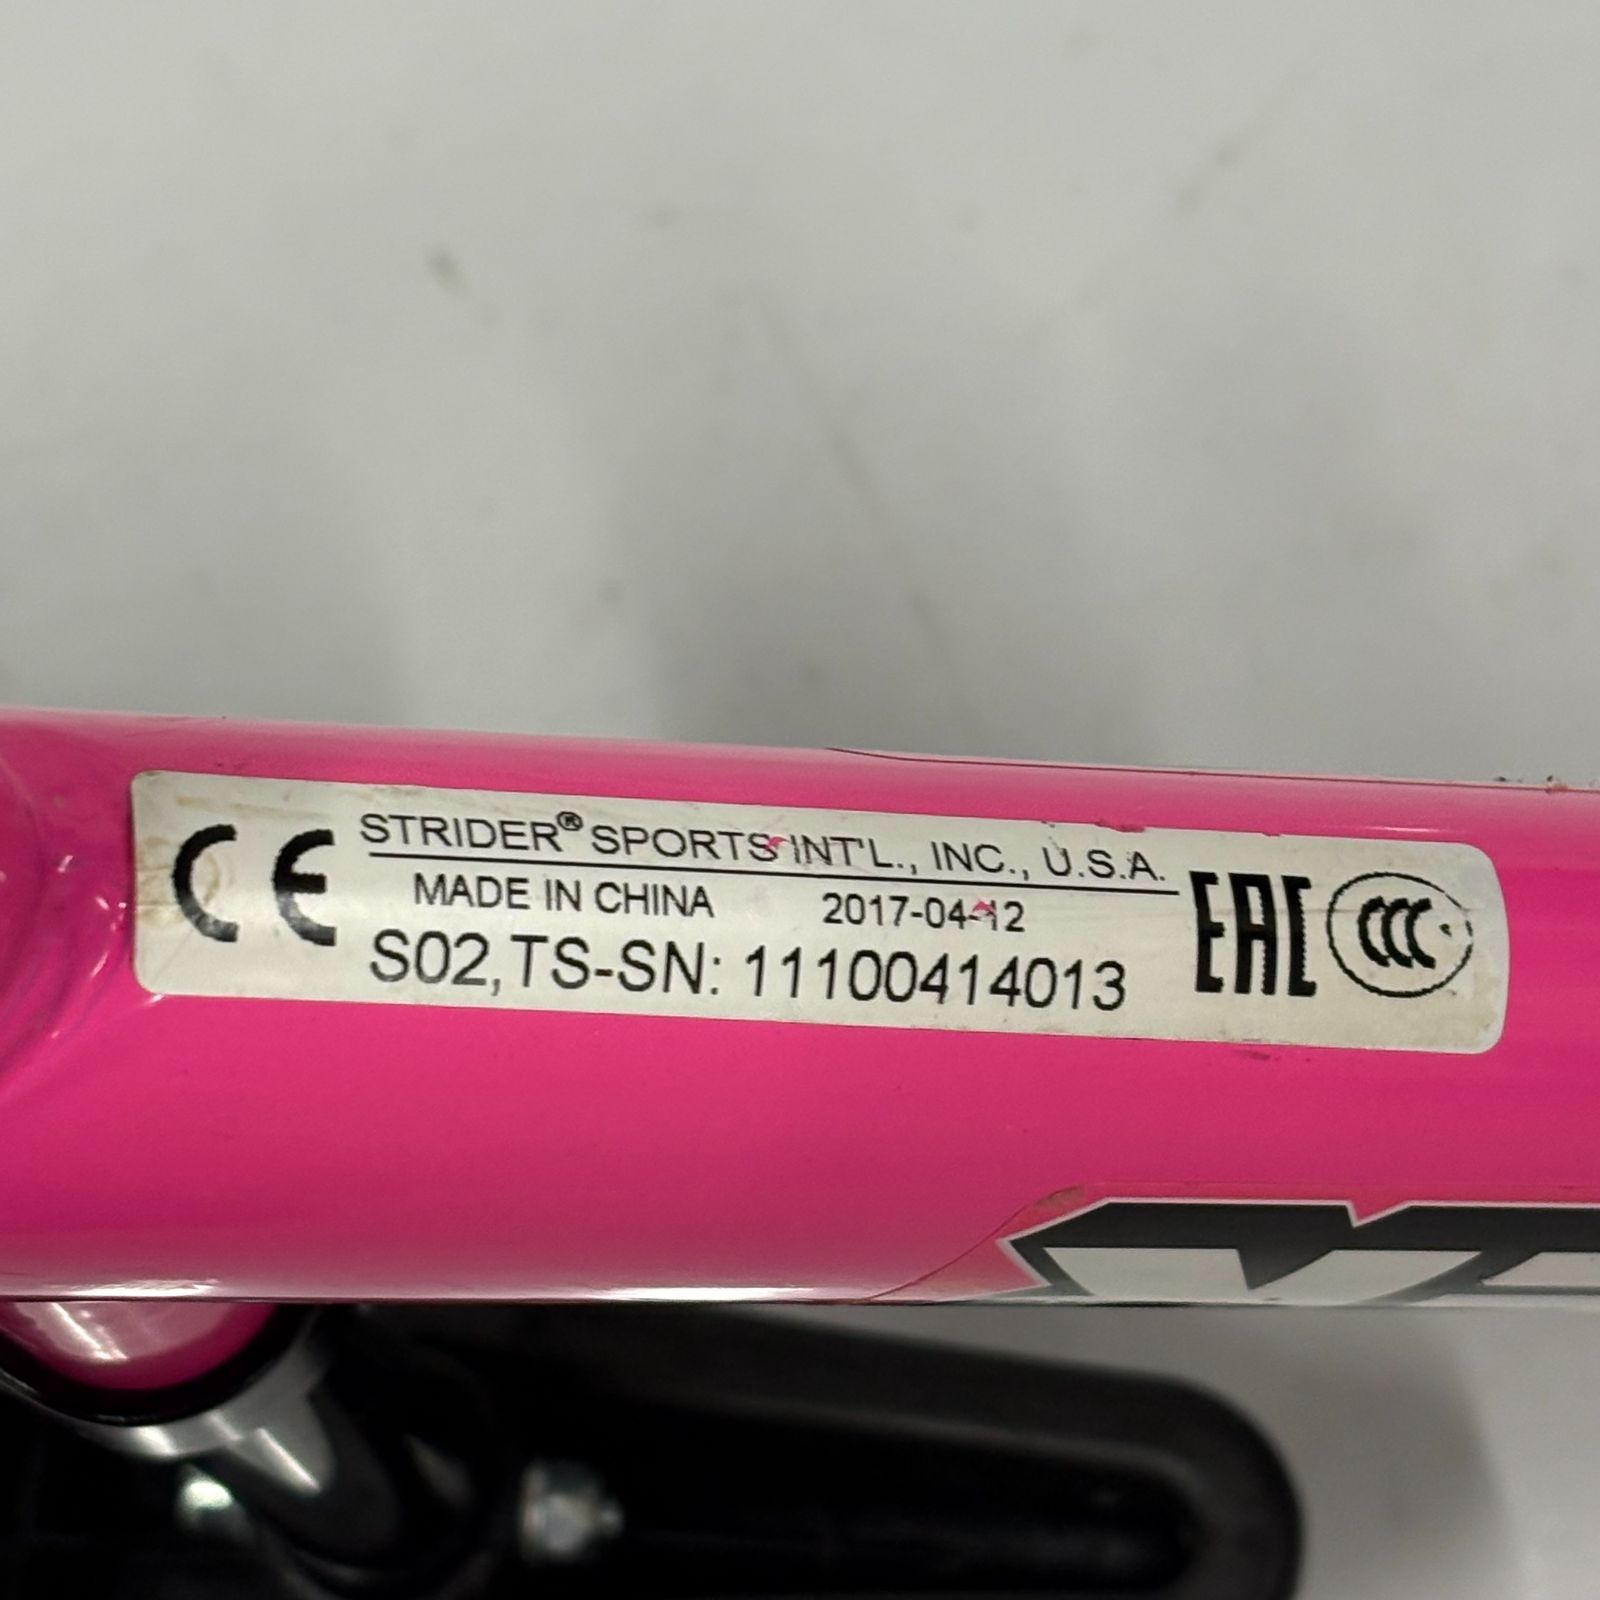 CE
STRIDER® SPORTS INT'L., INC., U.S.A.
MADE IN CHINA 2017-04-12
S02,TS-SN: 11100414013
EAC
CCC